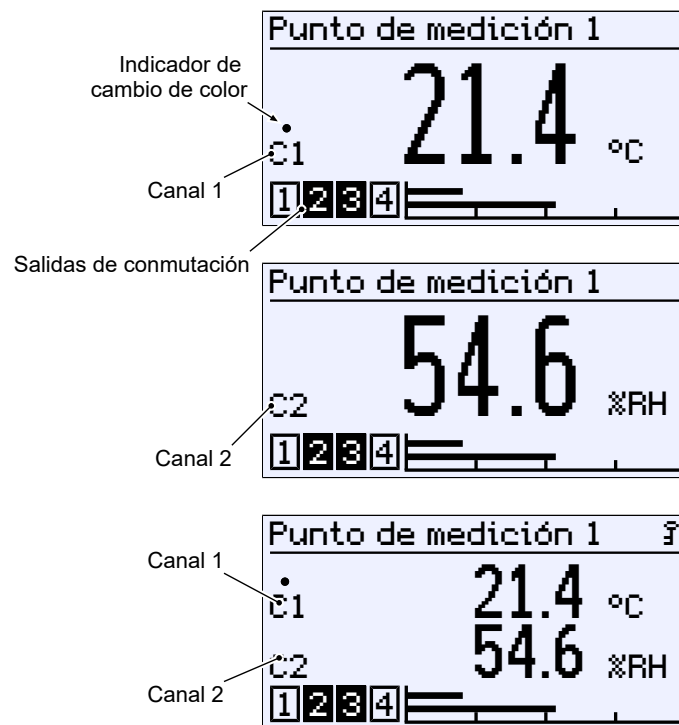 Punto de medición 1
Indicador de
cambio de color
21.4 °C
C1
Canal 1
1 2 3 4
Salidas de conmutación
Punto de medición 1
54.6 %RH
C2
Canal 2
1 2 3 4
Punto de medición 1
Canal 1
C1 21.4 °C
C2 54.6 %RH
Canal 2
1 2 3 4